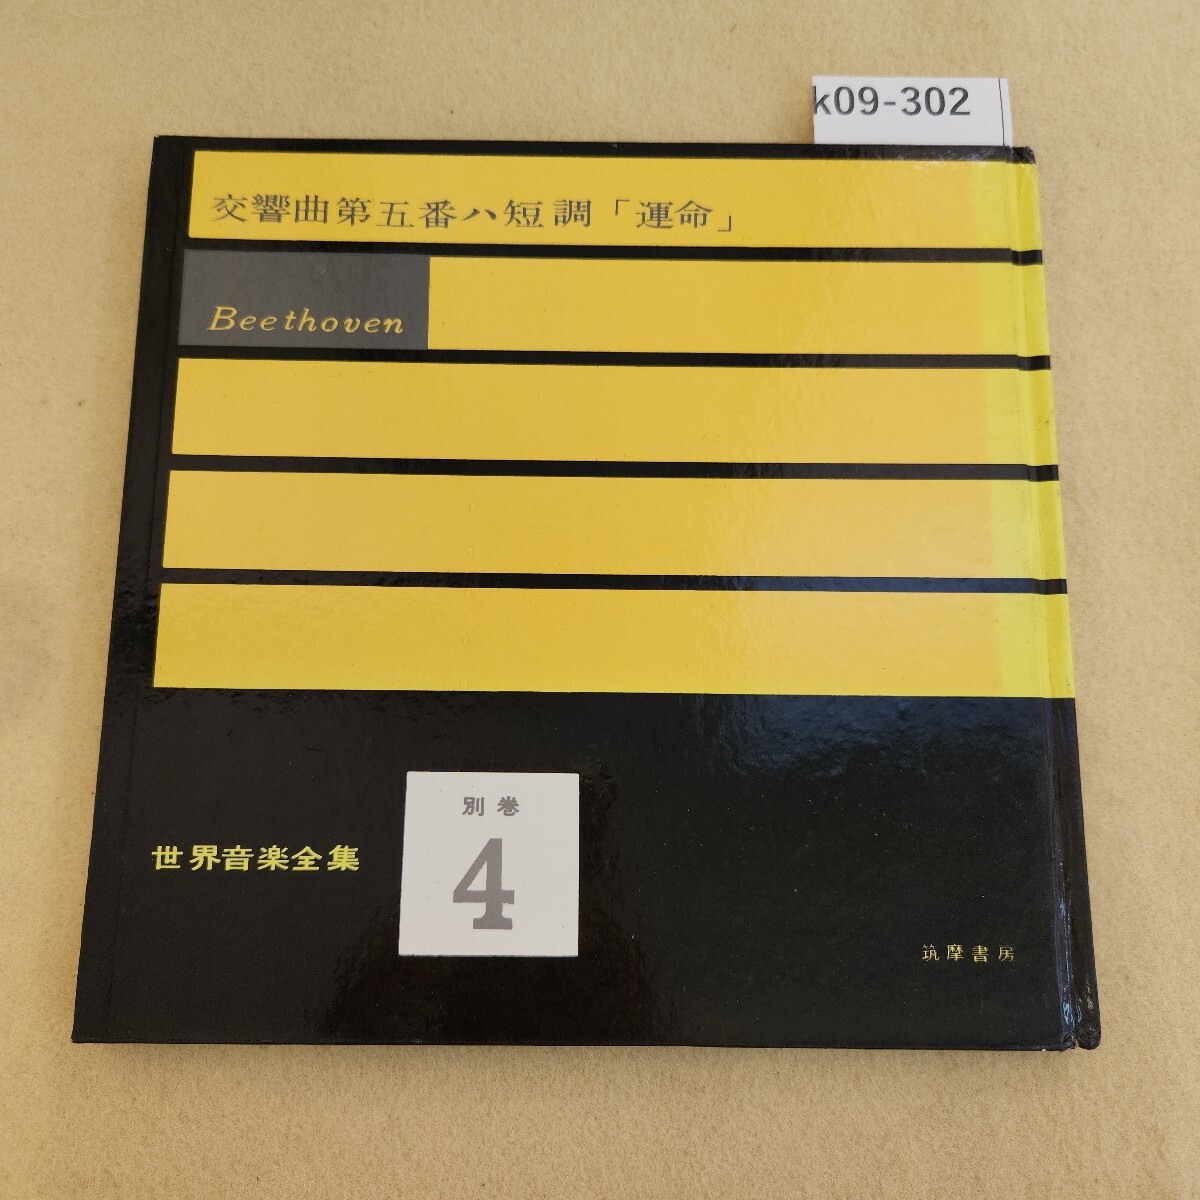 k09-302
交響曲第五番ハ短調「運命」
Beethoven
別巻
4
世界音楽全集
筑摩書房